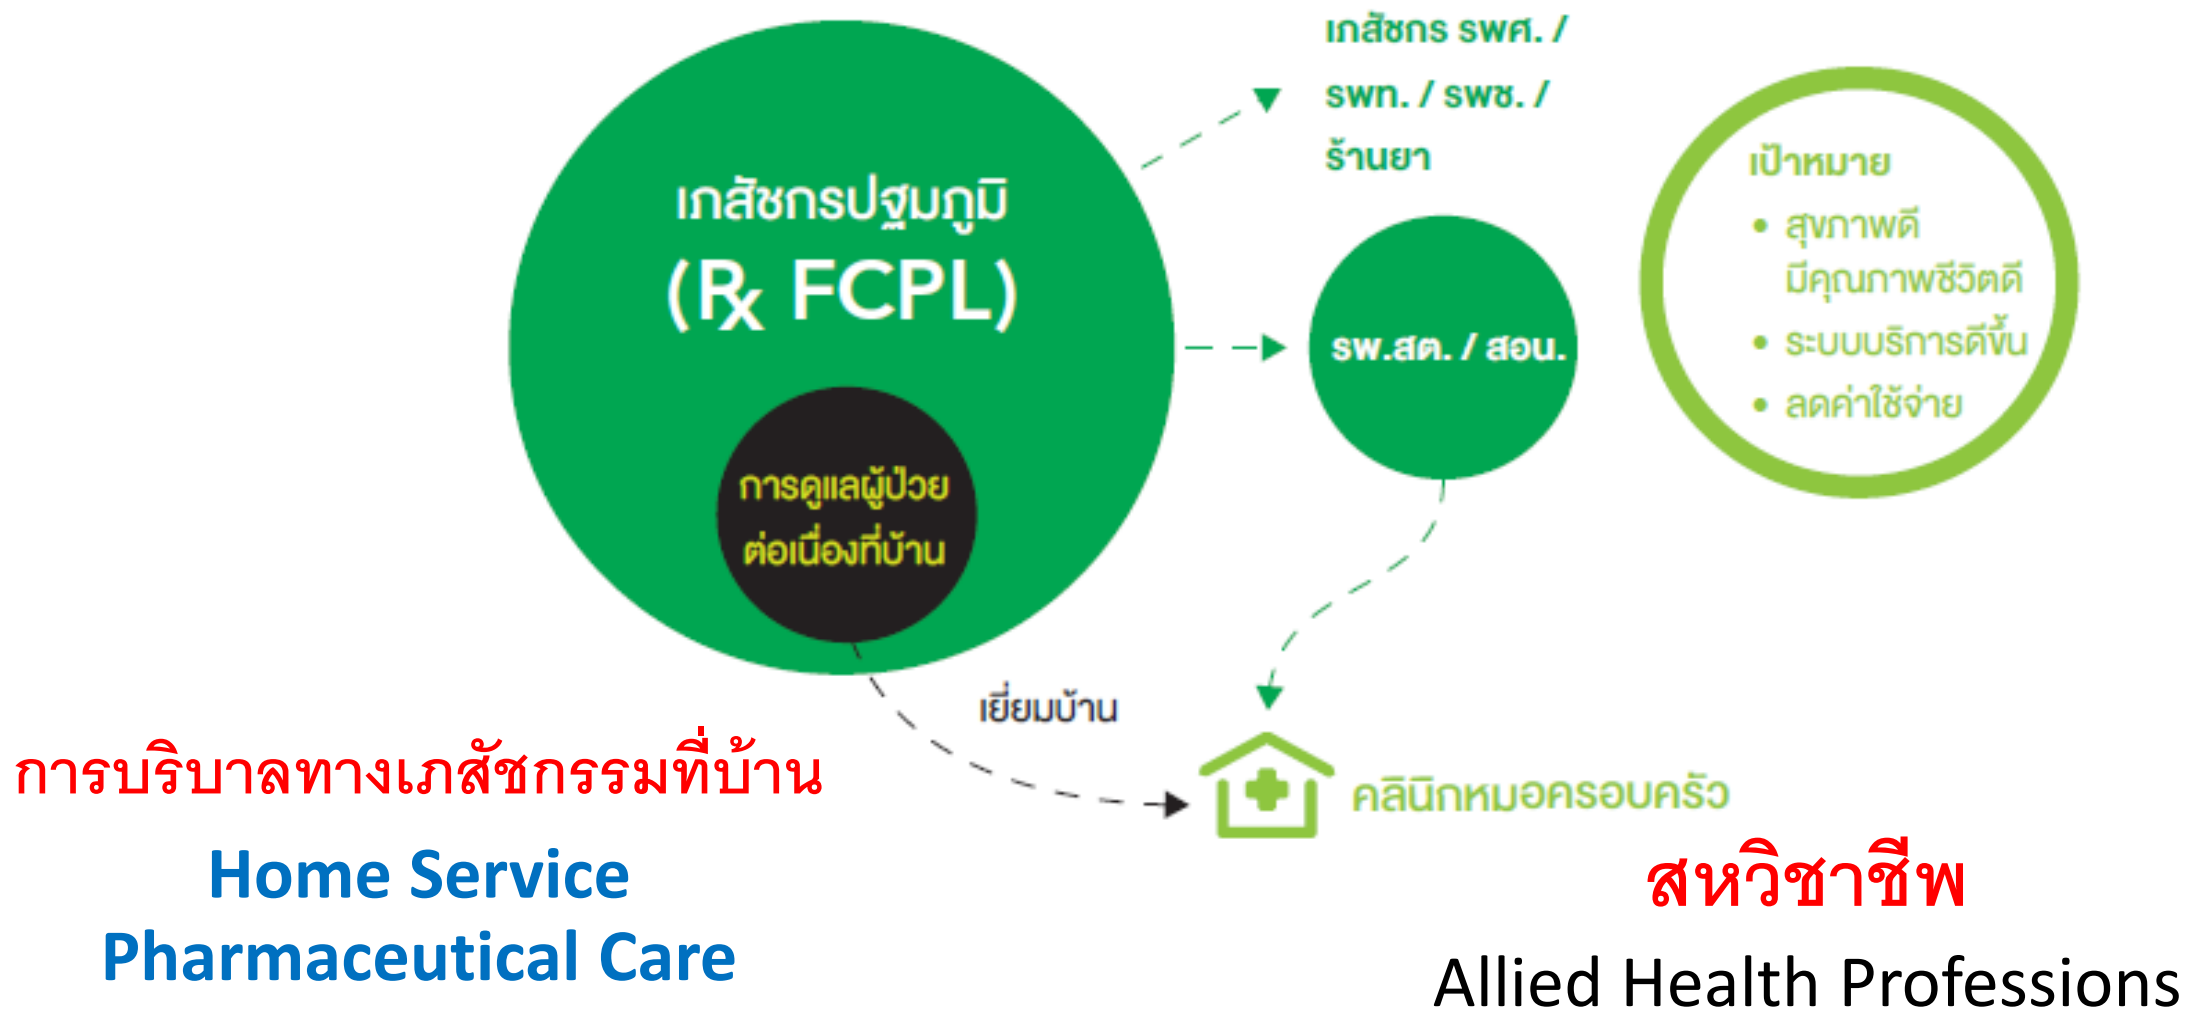 เภสัชกรปฐมภูมิ
(℞ FCPL)
การดูแลผู้ป่วย
ต่อเนื่องที่บ้าน
เภสัชกร รพศ. /
รพท. / รพช. /
ร้านยา
รพ.สต. / สอน.
เป้าหมาย
• สุขภาพดี
มีคุณภาพชีวิตดี
• ระบบบริการดีขึ้น
• ลดค่าใช้จ่าย
เยี่ยมบ้าน
คลินิกหมอครอบครัว
การบริบาลทางเภสัชกรรมที่บ้าน
Home Service
Pharmaceutical Care
สหวิชาชีพ
Allied Health Professions